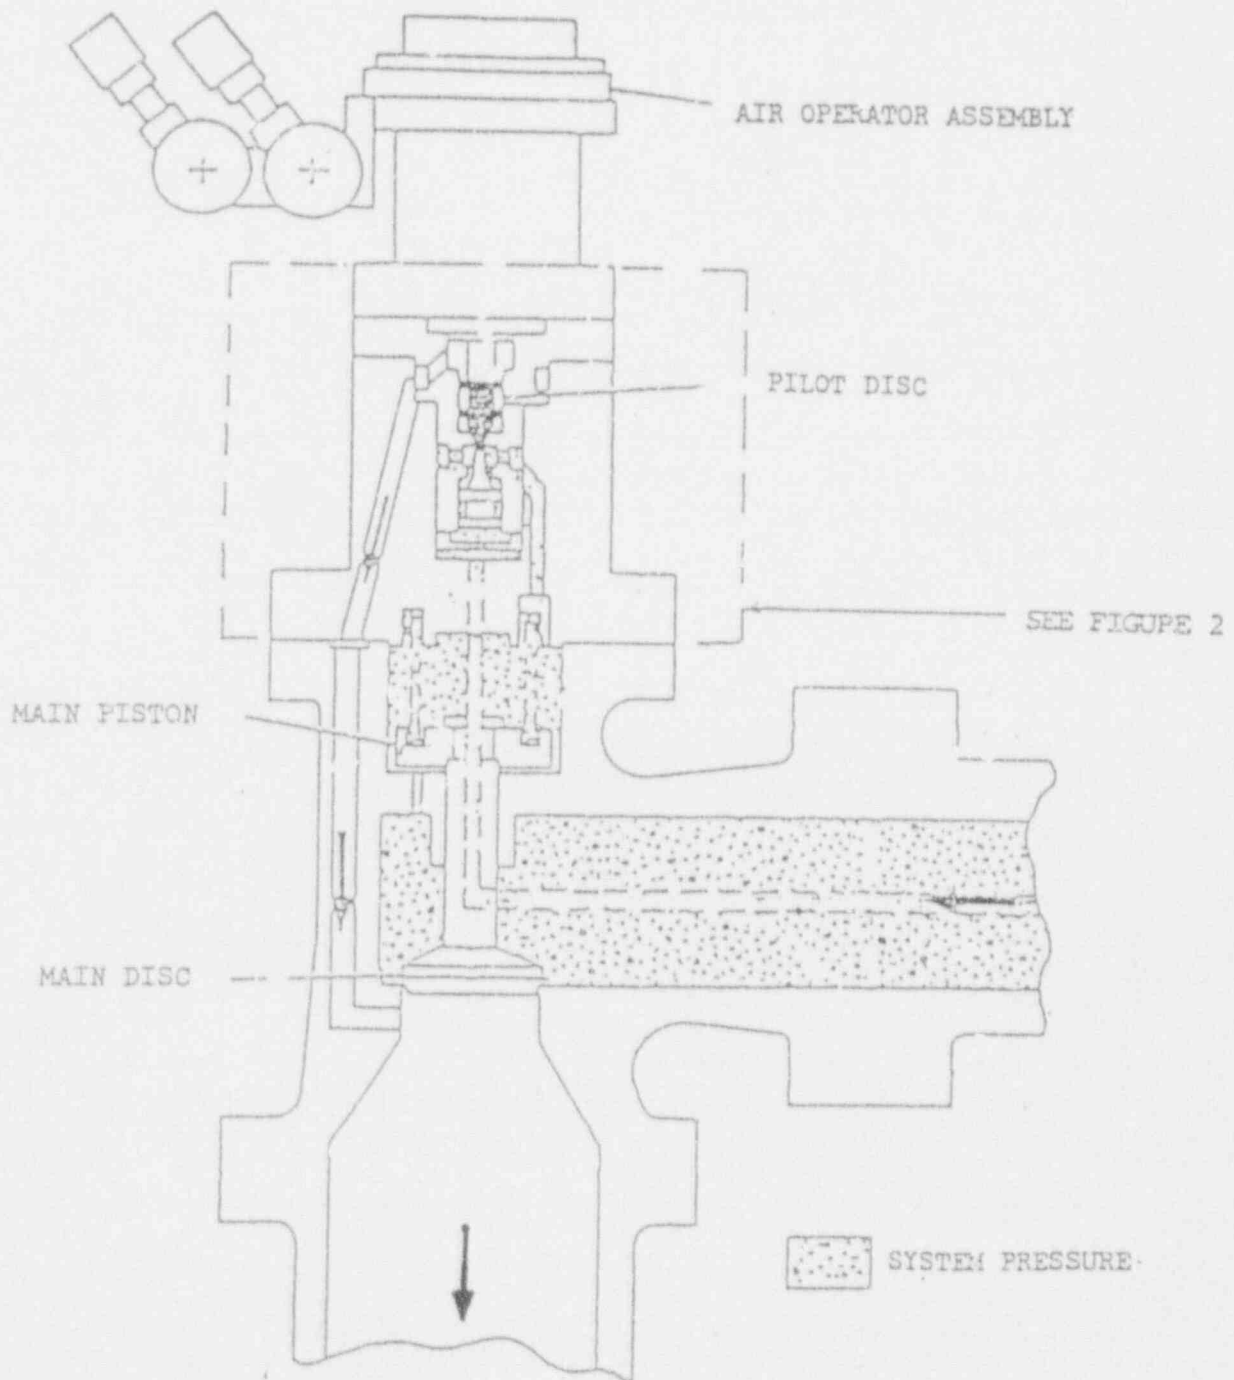 AIR OPERATOR ASSEMBLY
PILOT DISC
SEE FIGUPE 2
MAIN PISTON
MAIN DISC
SYSTEM PRESSURE